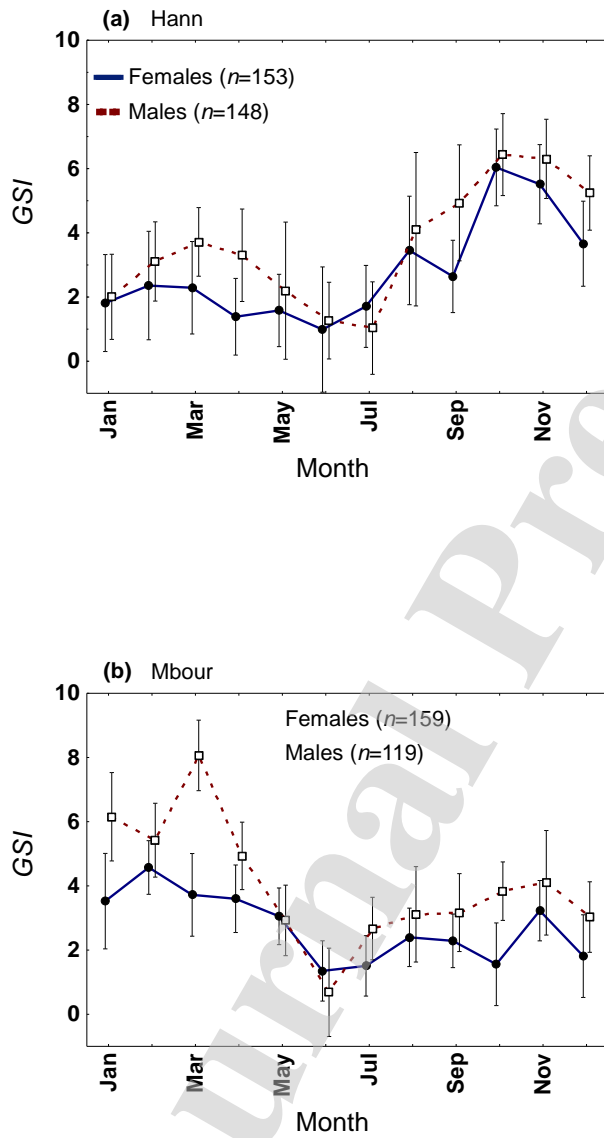 (a) Hann
10
Females (n=153)
8
Males (n=148)
6
GSI
4
2
0
Jan
Mar
May
Jul
Sep
Nov
Month
(b) Mbour
10
Females (n=159)
Males (n=119)
8
6
GSI
4
2
0
Jan
Mar
May
Jul
Sep
Nov
Month
urnal Pre